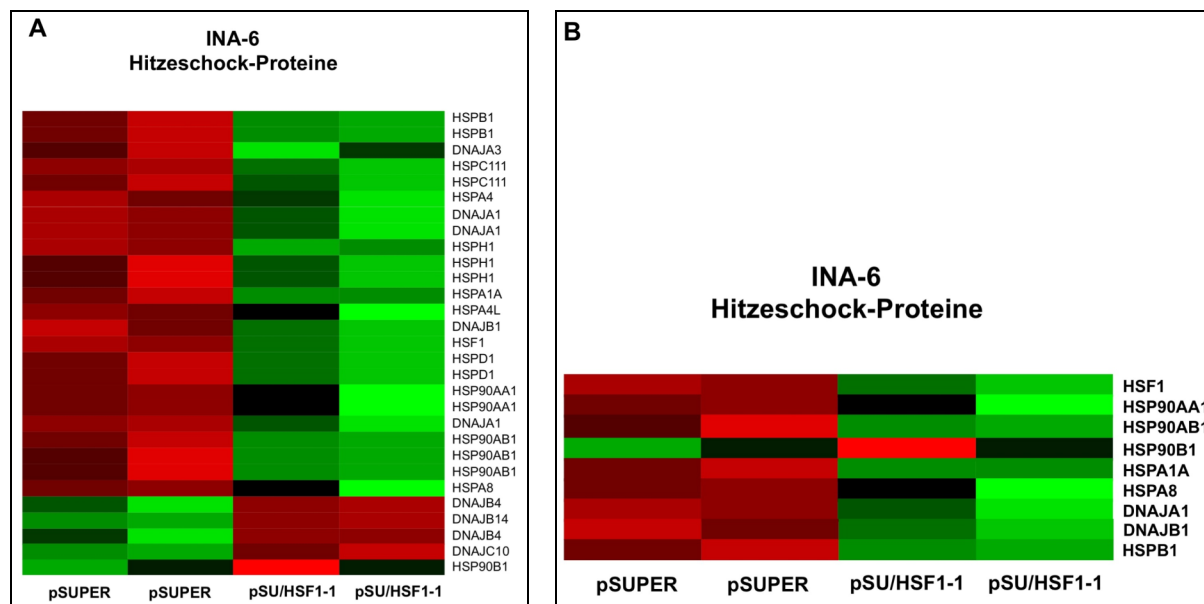 A
INA-6
Hitzeschock-Proteine
HSPB1
HSPB1
DNAJA3
HSPC111
HSPC111
HSPA4
DNAJA1
DNAJA1
HSPH1
HSPH1
HSPH1
HSPA1A
HSPA4L
DNAJB1
HSF1
HSPD1
HSPD1
HSP90AA1
HSP90AA1
DNAJA1
HSP90AB1
HSP90AB1
HSP90AB1
HSPA8
DNAJB4
DNAJB14
DNAJB4
DNAJC10
HSP90B1
pSUPER pSUPER pSU/HSF1-1 pSU/HSF1-1
B
INA-6
Hitzeschock-Proteine
HSF1
HSP90AA1
HSP90AB1
HSP90B1
HSPA1A
HSPA8
DNAJA1
DNAJB1
HSPB1
pSUPER pSUPER pSU/HSF1-1 pSU/HSF1-1